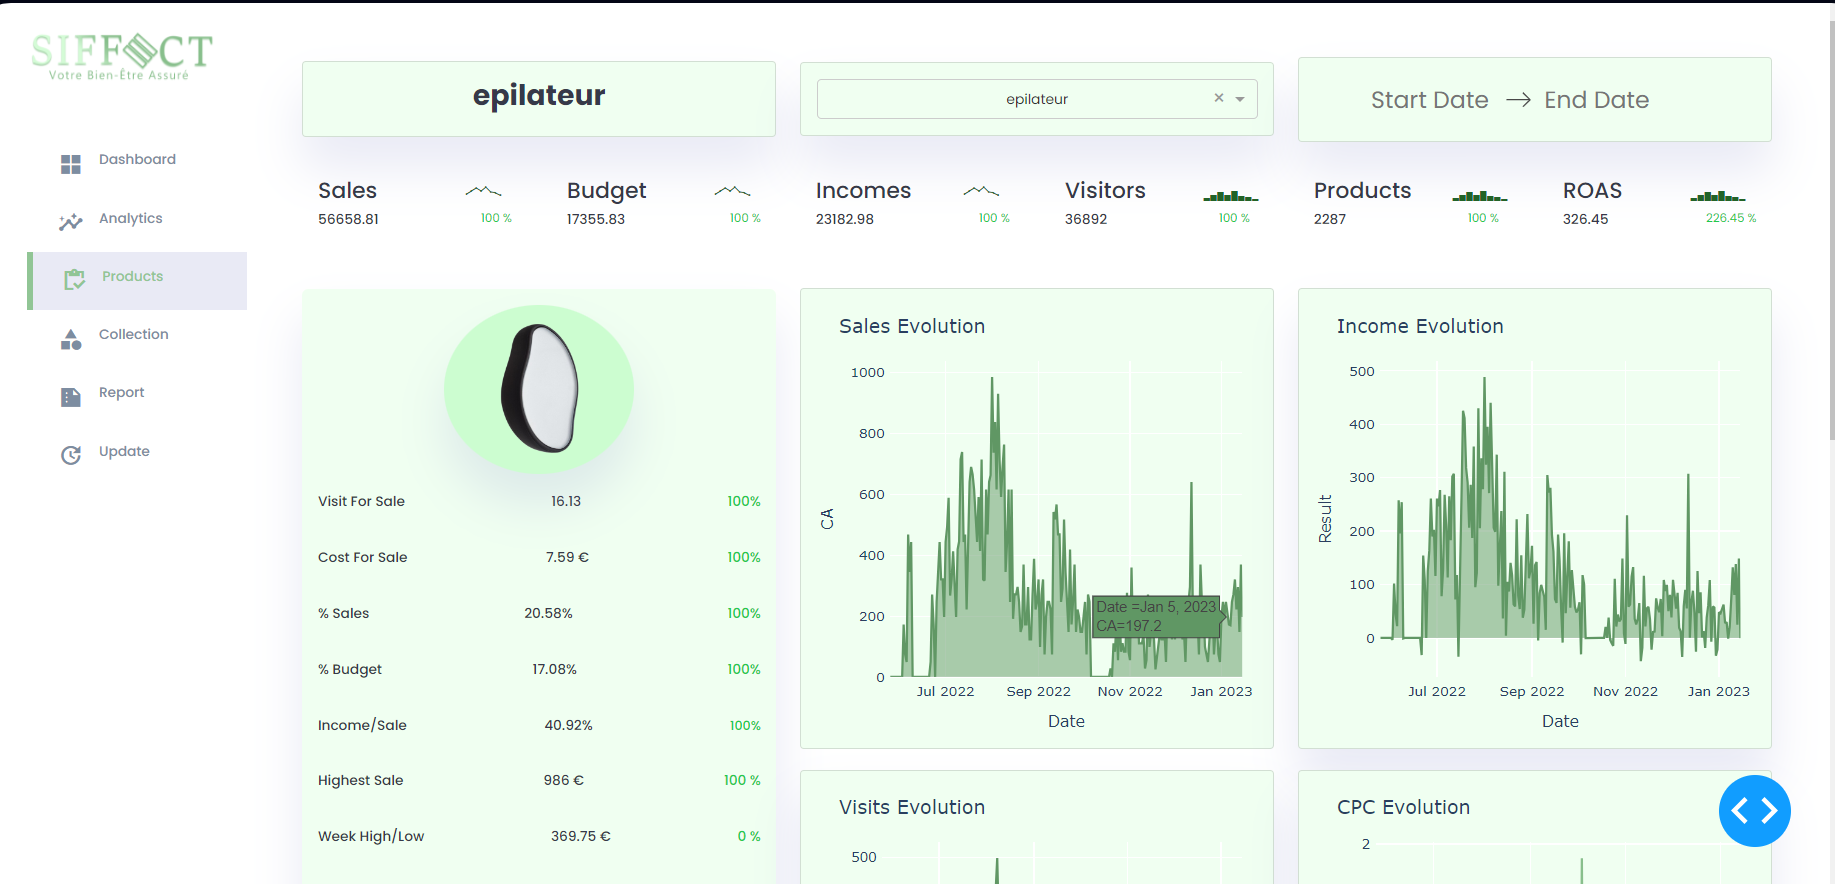 SIFFECT
Votre Bien-Être Assuré
Dashboard
Analytics
Products
Collection
Report
Update
epilateur
epilateur × 
Start Date → End Date
Sales
56658.81
100 %
Budget
17355.83
100 %
Incomes
23182.98
100 %
Visitors
36892
100 %
Products
2287
100 %
ROAS
326.45
226.45 %
Visit For Sale 16.13 100%
Cost For Sale 7.59 € 100%
% Sales 20.58% 100%
% Budget 17.08% 100%
Income/Sale 40.92% 100%
Highest Sale 986 € 100 %
Week High/Low 369.75 € 0 %
Sales Evolution
1000
800
600
400
200
0
CA
Date =Jan 5, 2023
CA=197.2
Jul 2022 Sep 2022 Nov 2022 Jan 2023
Date
Income Evolution
500
400
300
200
100
0
Result
Jul 2022 Sep 2022 Nov 2022 Jan 2023
Date
Visits Evolution
500
CPC Evolution
2